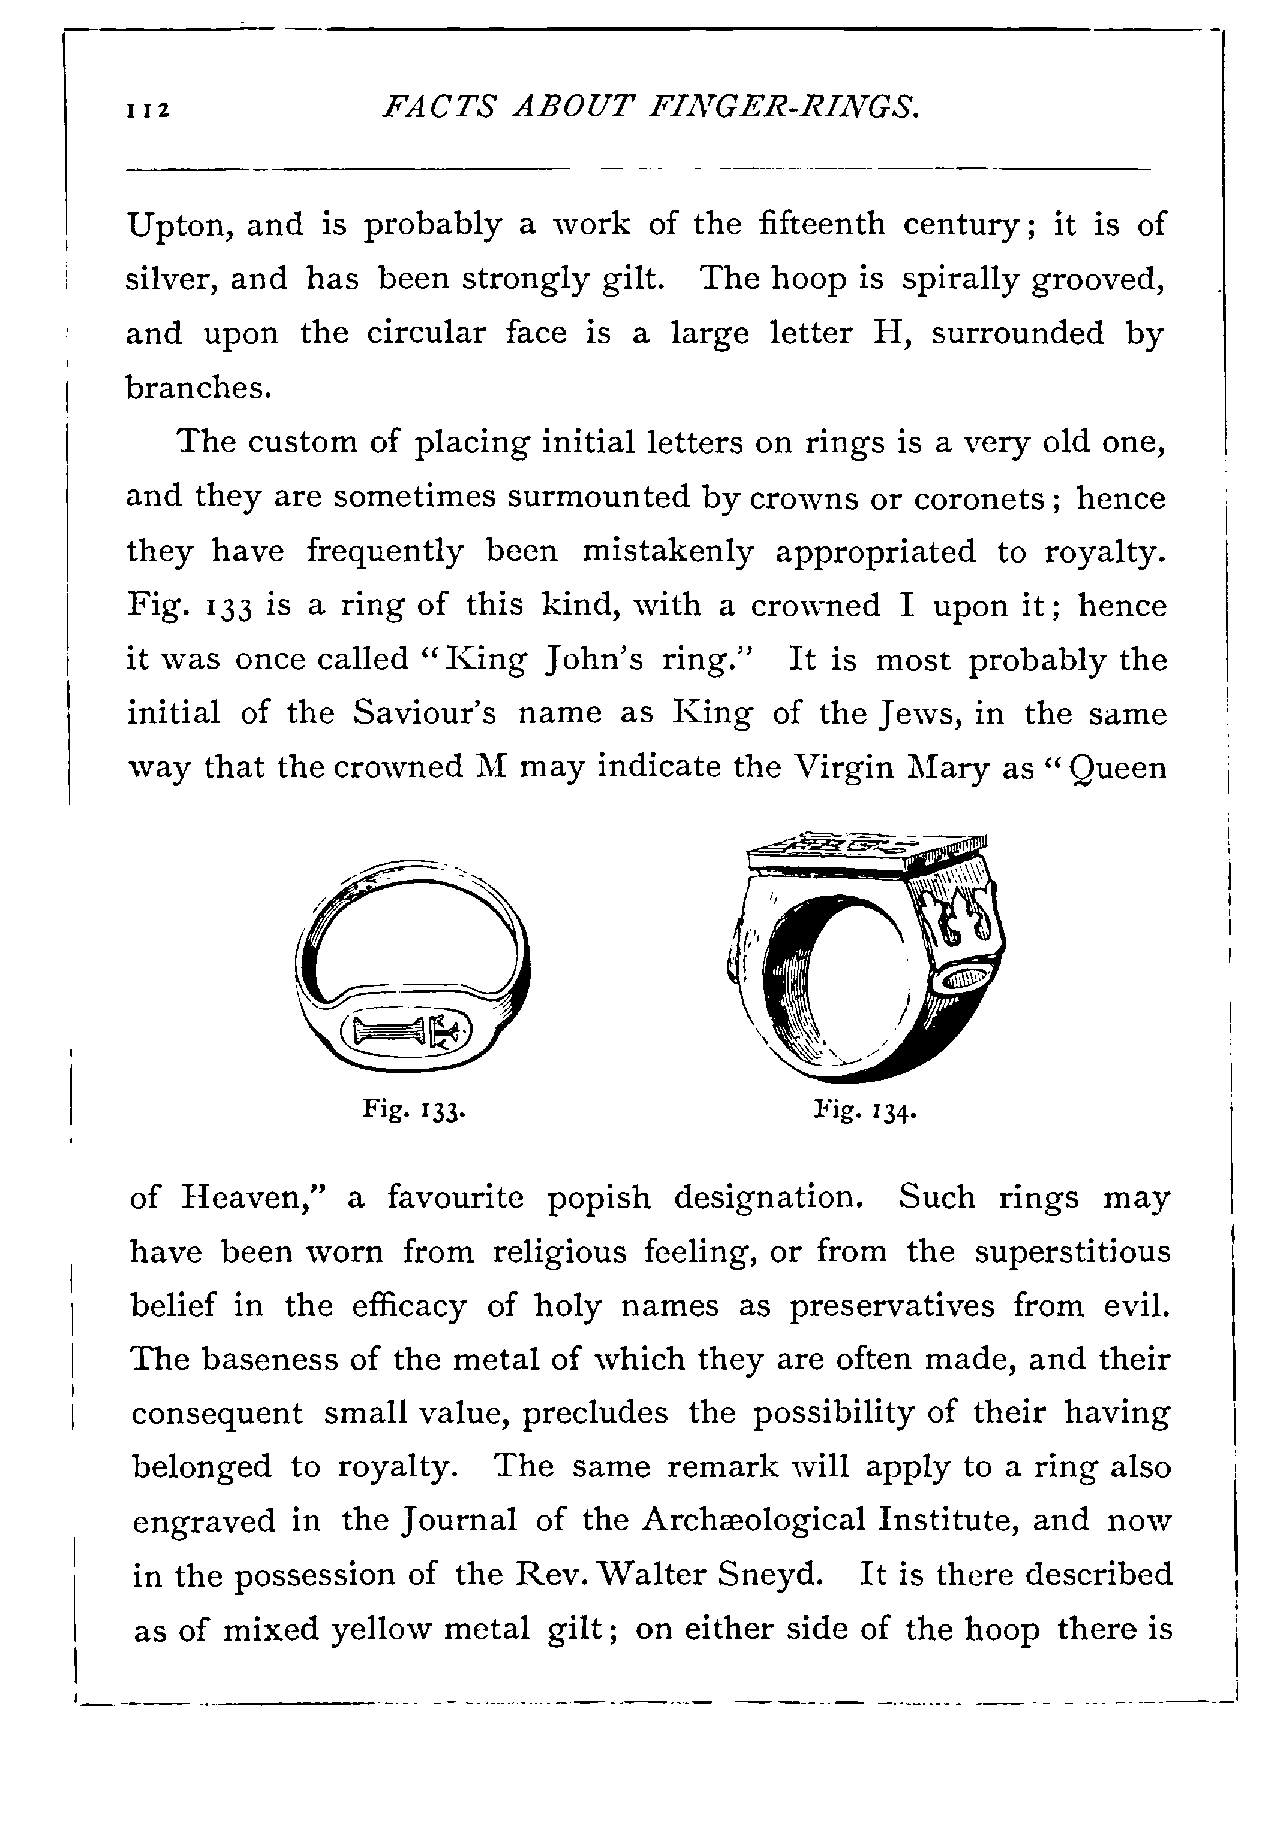 112 FACTS ABOUT FINGER-RINGS.
Upton, and is probably a work of the fifteenth century; it is of
silver, and has been strongly gilt. The hoop is spirally grooved,
and upon the circular face is a large letter H, surrounded by
branches.
The custom of placing initial letters on rings is a very old one,
and they are sometimes surmounted by crowns or coronets; hence
they have frequently been mistakenly appropriated to royalty.
Fig. 133 is a ring of this kind, with a crowned I upon it; hence
it was once called “King John’s ring.” It is most probably the
initial of the Saviour’s name as King of the Jews, in the same
way that the crowned M may indicate the Virgin Mary as “Queen
Fig. 133. Fig. 134.
of Heaven,” a favourite popish designation. Such rings may
have been worn from religious feeling, or from the superstitious
belief in the efficacy of holy names as preservatives from evil.
The baseness of the metal of which they are often made, and their
consequent small value, precludes the possibility of their having
belonged to royalty. The same remark will apply to a ring also
engraved in the Journal of the Archæological Institute, and now
in the possession of the Rev. Walter Sneyd. It is there described
as of mixed yellow metal gilt; on either side of the hoop there is